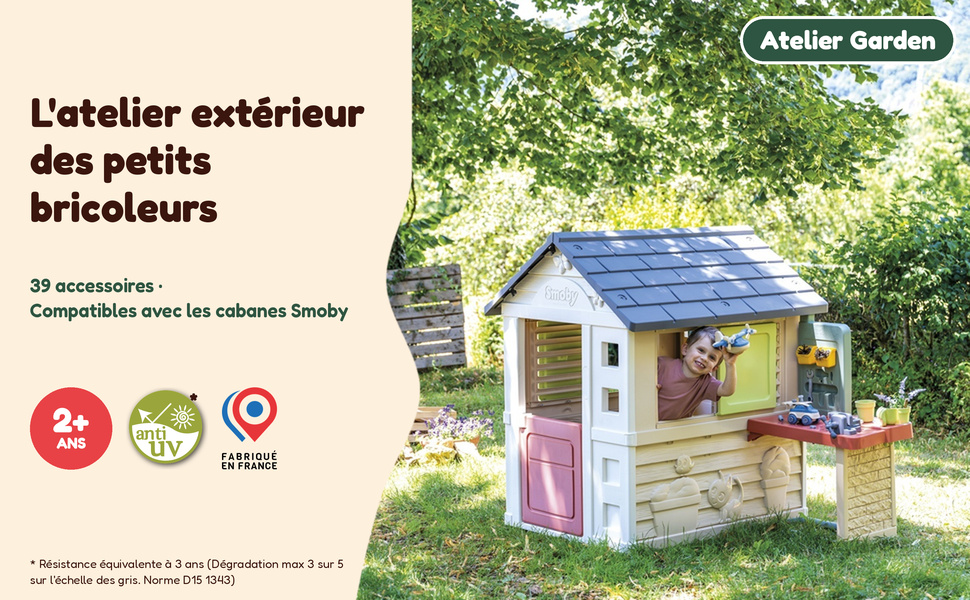 Atelier Garden
L'atelier extérieur
des petits
bricoleurs
39 accessoires ·
Compatibles avec les cabanes Smoby
2+
ANS
anti
uv
*
FABRIQUÉ
EN FRANCE
* Résistance équivalente à 3 ans (Dégradation max 3 sur 5
sur l'échelle des gris. Norme D15 1343)
Smoby